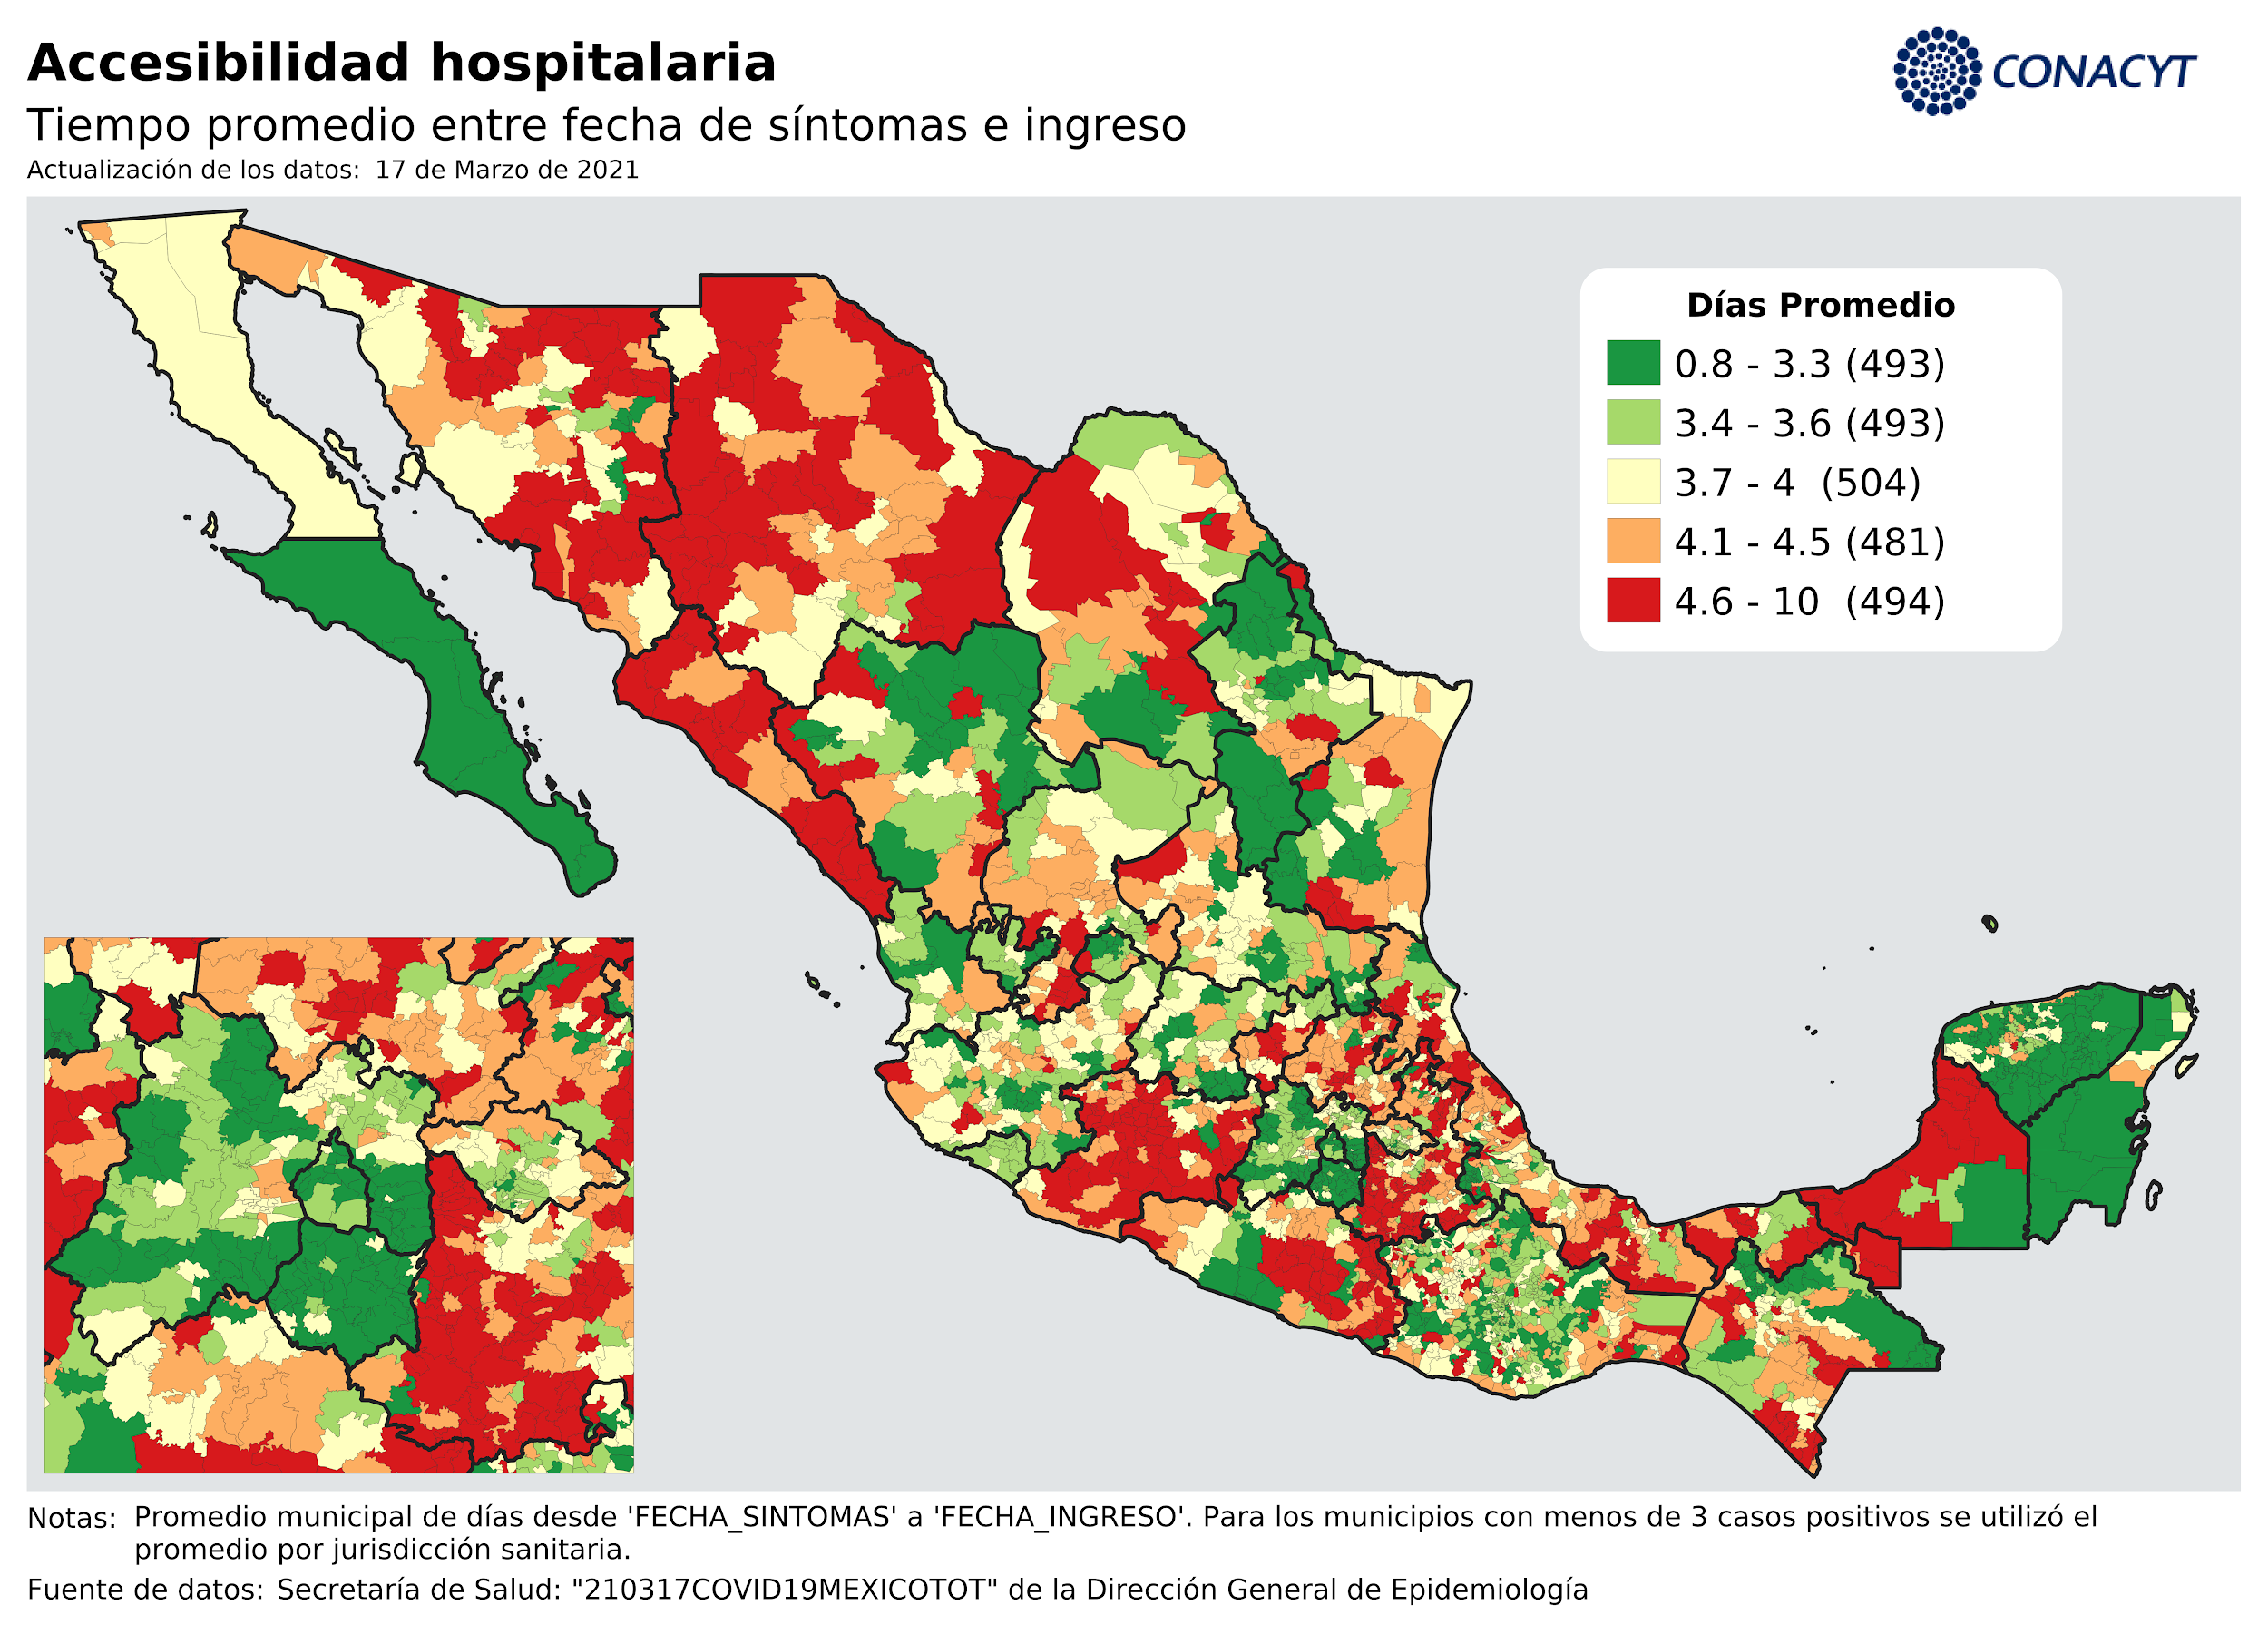 Accesibilidad hospitalaria
CONACYT
Tiempo promedio entre fecha de síntomas e ingreso
Actualización de los datos: 17 de Marzo de 2021
Días Promedio
0.8 - 3.3 (493)
3.4 - 3.6 (493)
3.7 - 4 (504)
4.1 - 4.5 (481)
4.6 - 10 (494)
Notas: Promedio municipal de días desde 'FECHA_SINTOMAS' a 'FECHA_INGRESO'. Para los municipios con menos de 3 casos positivos se utilizó el
promedio por jurisdicción sanitaria.
Fuente de datos: Secretaría de Salud: "210317COVID19MEXICOTOT" de la Dirección General de Epidemiología